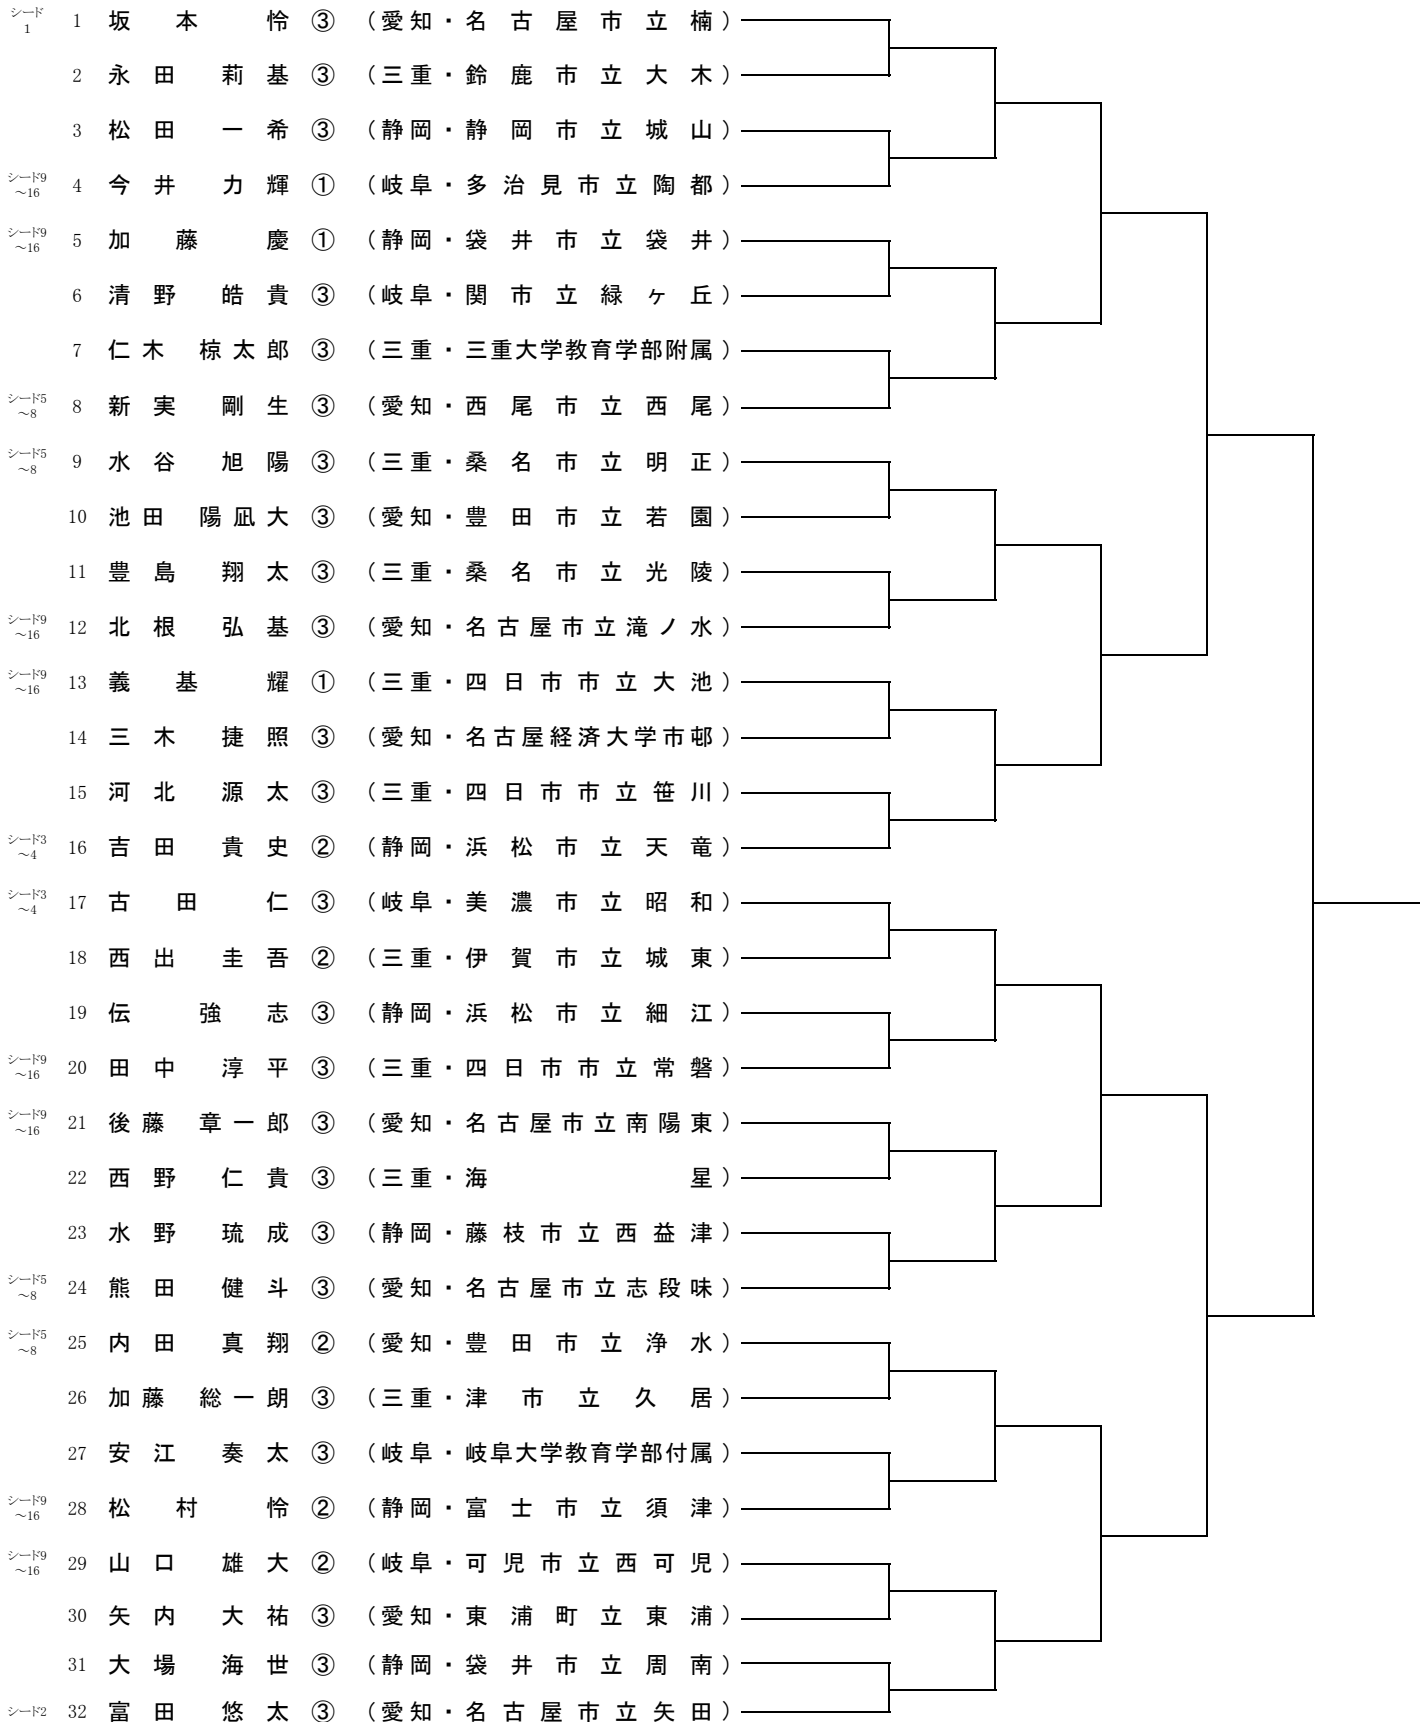 シード1 1 坂本 怜 ③ （愛知・名古屋市立楠）
2 永田 莉基 ③ （三重・鈴鹿市立大木）
3 松田 一希 ③ （静岡・静岡市立城山）
シード9～16 4 今井 力輝 ① （岐阜・多治見市立陶都）
シード9～16 5 加藤 慶 ① （静岡・袋井市立袋井）
6 清野 皓貴 ③ （岐阜・関市立緑ヶ丘）
7 仁木 椋太郎 ③ （三重・三重大学教育学部附属）
シード5～8 8 新実 剛生 ③ （愛知・西尾市立西尾）
シード5～8 9 水谷 旭陽 ③ （三重・桑名市立明正）
10 池田 陽凪大 ③ （愛知・豊田市立若園）
11 豊島 翔太 ③ （三重・桑名市立光陵）
シード9～16 12 北根 弘基 ③ （愛知・名古屋市立滝ノ水）
シード9～16 13 義基 耀 ① （三重・四日市市立大池）
14 三木 捷照 ③ （愛知・名古屋経済大学市邨）
15 河北 源太 ③ （三重・四日市市立笹川）
シード3～4 16 吉田 貴史 ② （静岡・浜松市立天竜）
シード3～4 17 古田 仁 ③ （岐阜・美濃市立昭和）
18 西出 圭吾 ② （三重・伊賀市立城東）
19 伝 強志 ③ （静岡・浜松市立細江）
シード9～16 20 田中 淳平 ③ （三重・四日市市立常磐）
シード9～16 21 後藤 章一郎 ③ （愛知・名古屋市立南陽東）
22 西野 仁貴 ③ （三重・海星）
23 水野 琉成 ③ （静岡・藤枝市立西益津）
シード5～8 24 熊田 健斗 ③ （愛知・名古屋市立志段味）
シード5～8 25 内田 真翔 ② （愛知・豊田市立浄水）
26 加藤 総一朗 ③ （三重・津市立久居）
27 安江 奏太 ③ （岐阜・岐阜大学教育学部付属）
シード9～16 28 松村 怜 ② （静岡・富士市立須津）
シード9～16 29 山口 雄大 ② （岐阜・可児市立西可児）
30 矢内 大祐 ③ （愛知・東浦町立東浦）
31 大場 海世 ③ （静岡・袋井市立周南）
シード2 32 富田 悠太 ③ （愛知・名古屋市立矢田）